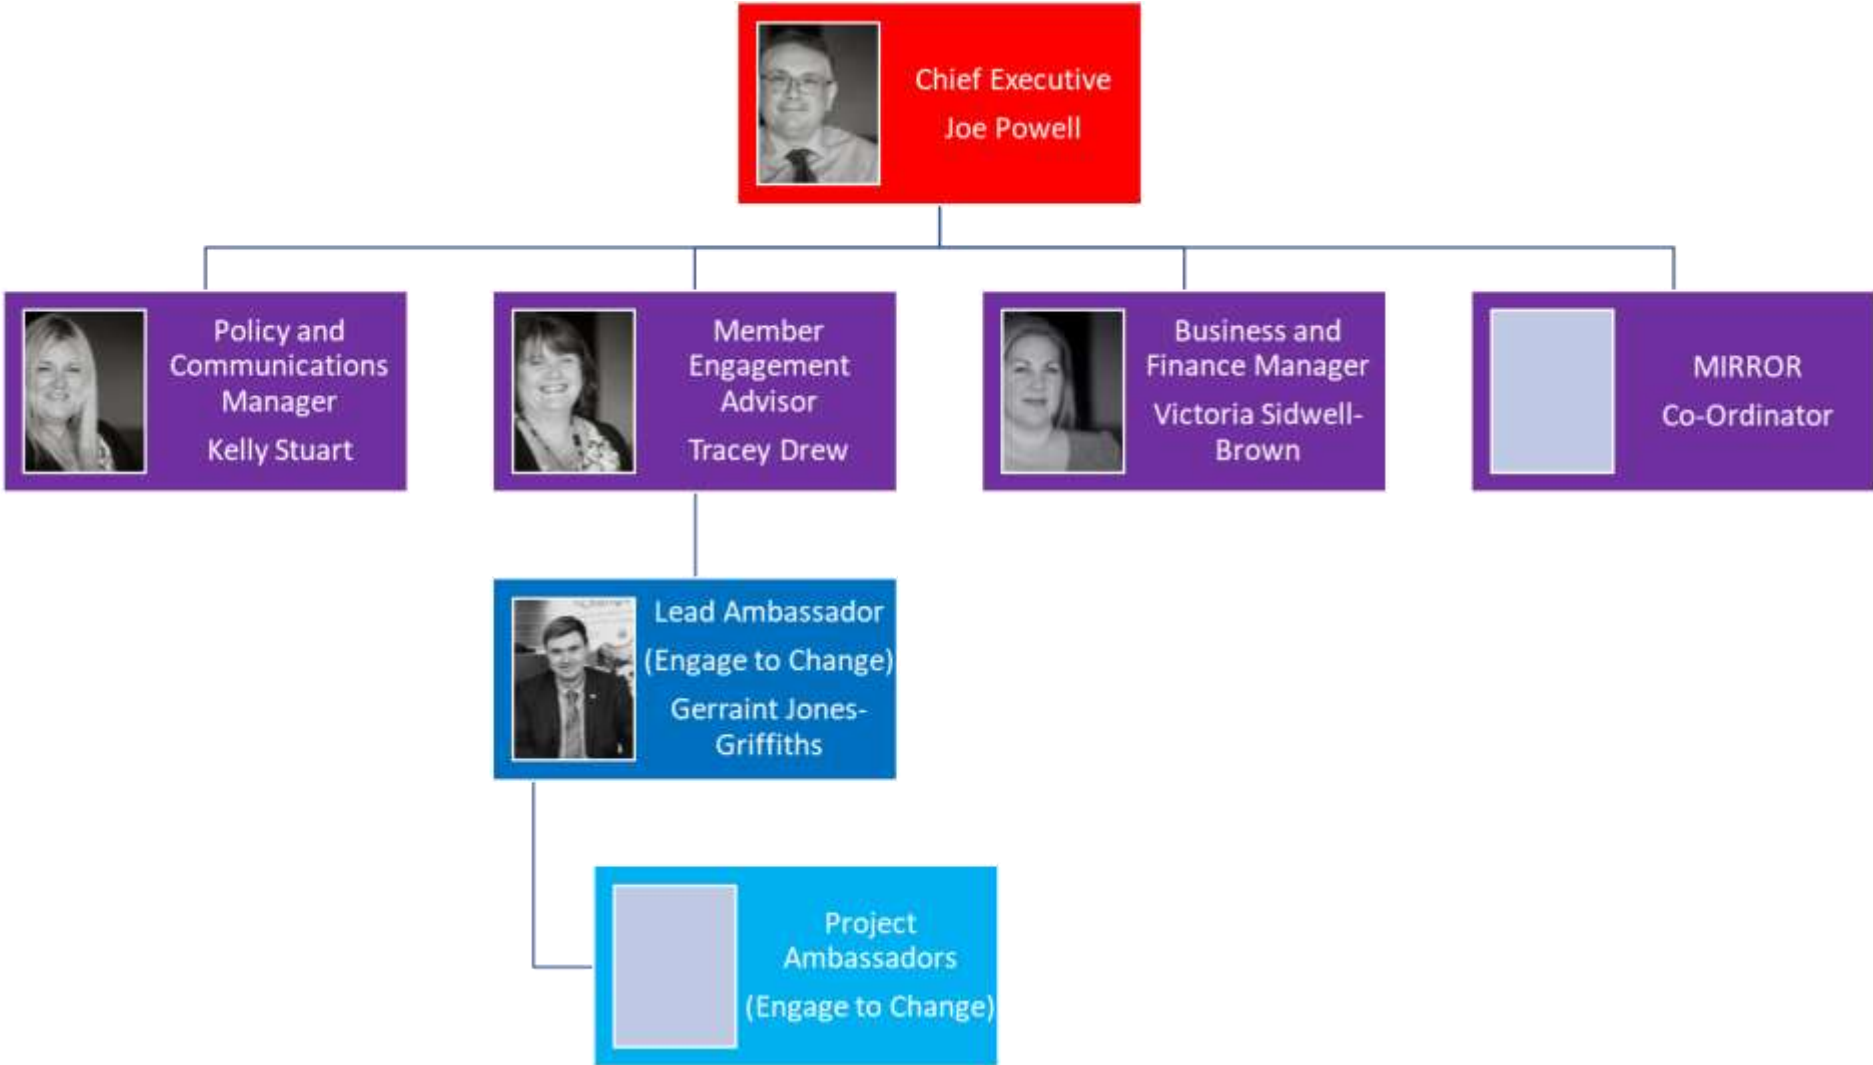 Chief Executive
Joe Powell
Policy and
Communications
Manager
Kelly Stuart
Member
Engagement
Advisor
Tracey Drew
Business and
Finance Manager
Victoria Sidwell-
Brown
MIRROR
Co-Ordinator
Lead Ambassador
(Engage to Change)
Gerraint Jones-
Griffiths
Project
Ambassadors
(Engage to Change)